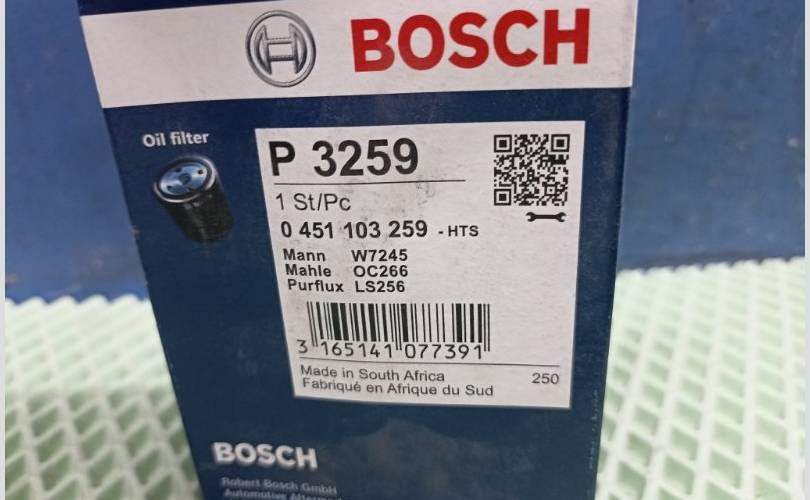 BOSCH
Oil filter
P 3259
1 St/Pc
0 451 103 259 - HTS
Mann W7245
Mahle OC266
Purflux LS256
3 165141 077391
Made in South Africa 250
Fabriqué en Afrique du Sud
BOSCH
Robert Bosch GmbH
Automotive